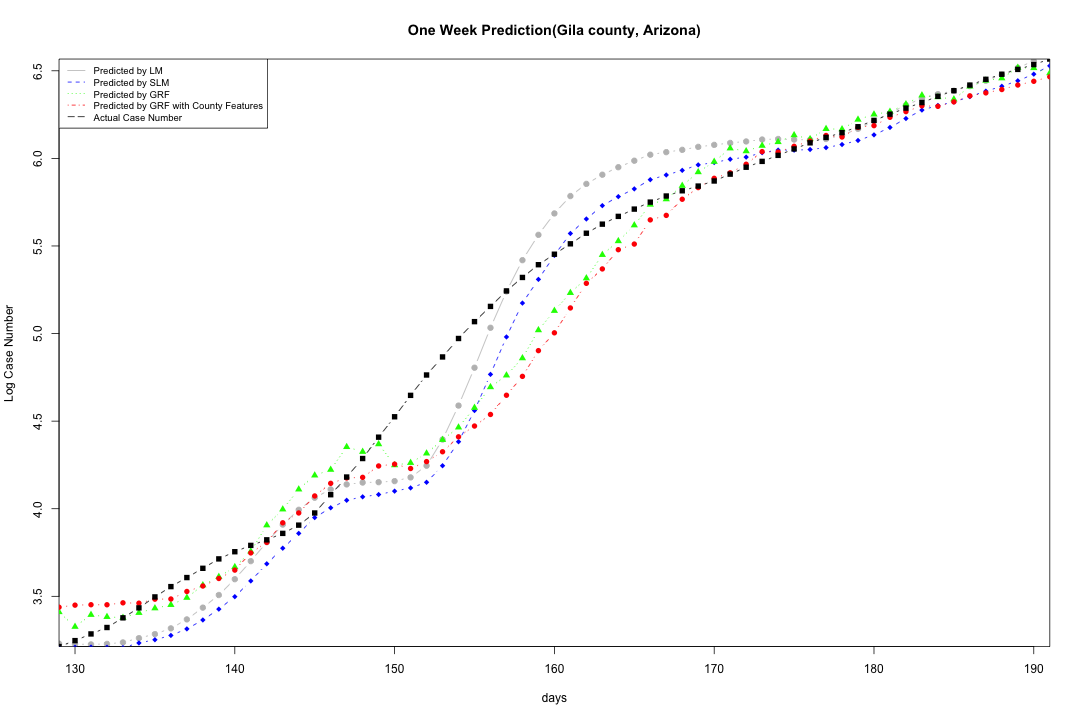 One Week Prediction(Gila county, Arizona)
Predicted by LM
Predicted by SLM
Predicted by GRF
Predicted by GRF with County Features
Actual Case Number
Log Case Number
6.5
6.0
5.5
5.0
4.5
4.0
3.5
130 140 150 160 170 180 190
days